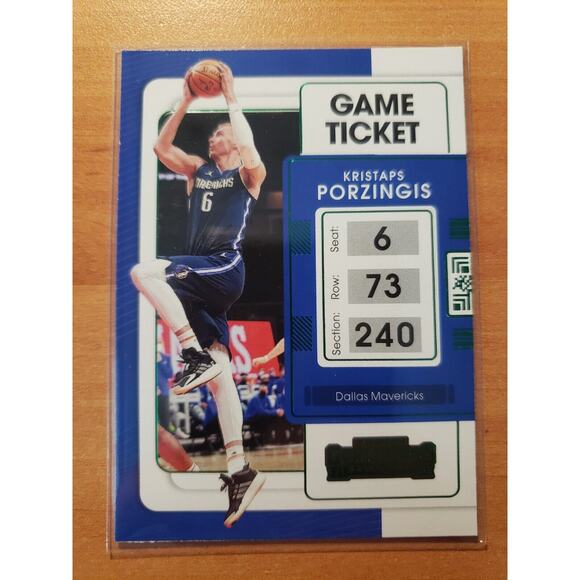 GAME
TICKET
KRISTAPS
PORZINGIS
Seat: 6
Row: 73
Section: 240
Dallas Mavericks
MAVERICKS
6